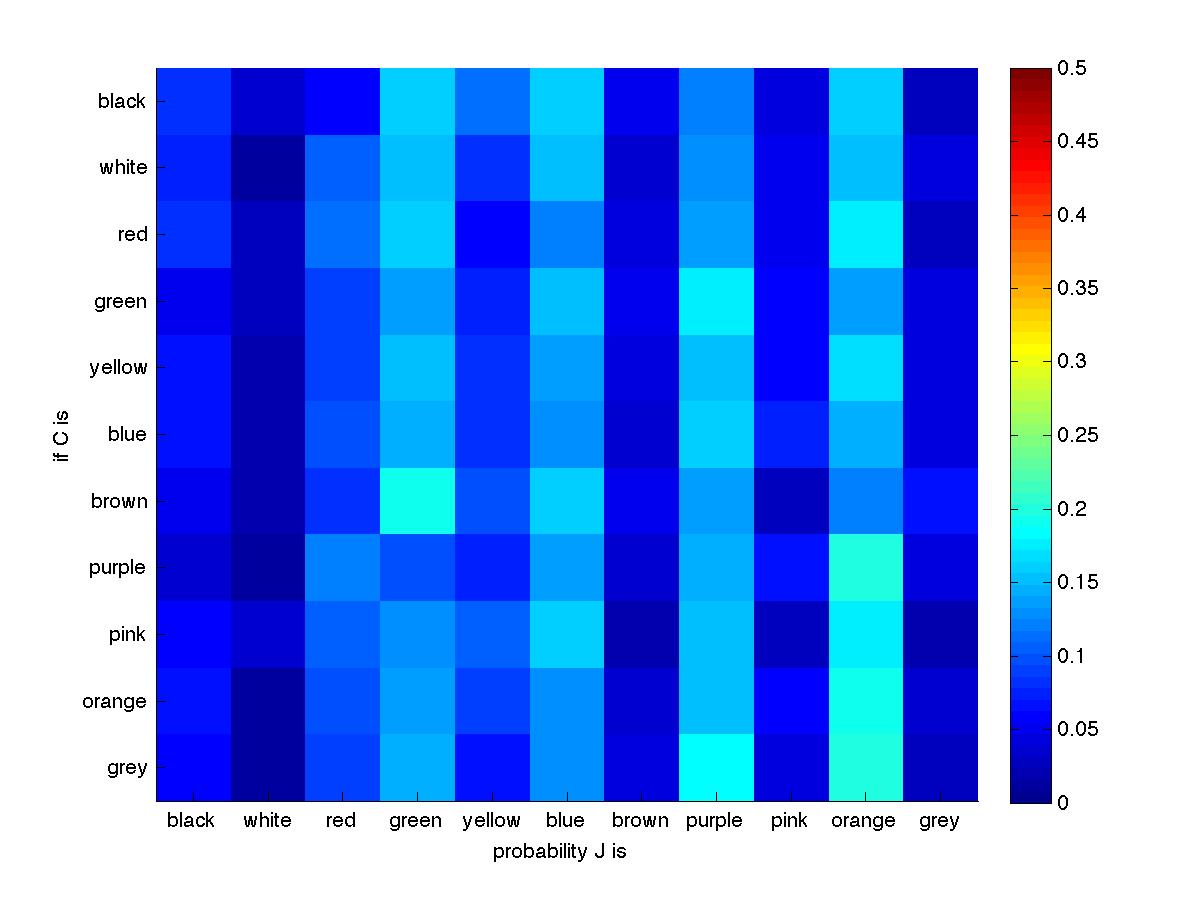 black
white
red
green
yellow
blue
brown
purple
pink
orange
grey
if C is
black white red green yellow blue brown purple pink orange grey
probability J is
0.5
0.45
0.4
0.35
0.3
0.25
0.2
0.15
0.1
0.05
0